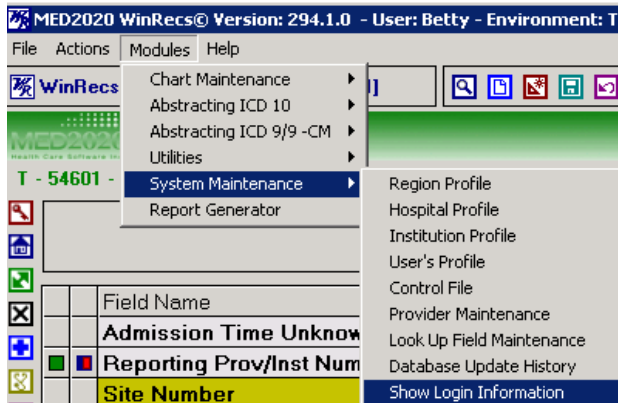 MED2020 WinRecs© Version: 294.1.0 - User: Betty - Environment: T
File Actions Modules Help
WinRecs
Chart Maintenance
Abstracting ICD 10
Abstracting ICD 9/9 -CM
Utilities
System Maintenance
Report Generator
MED2020
T - 54601 -
Region Profile
Hospital Profile
Institution Profile
User's Profile
Control File
Provider Maintenance
Look Up Field Maintenance
Database Update History
Show Login Information
Field Name
Admission Time Unknow
Reporting Prov/Inst Num
Site Number